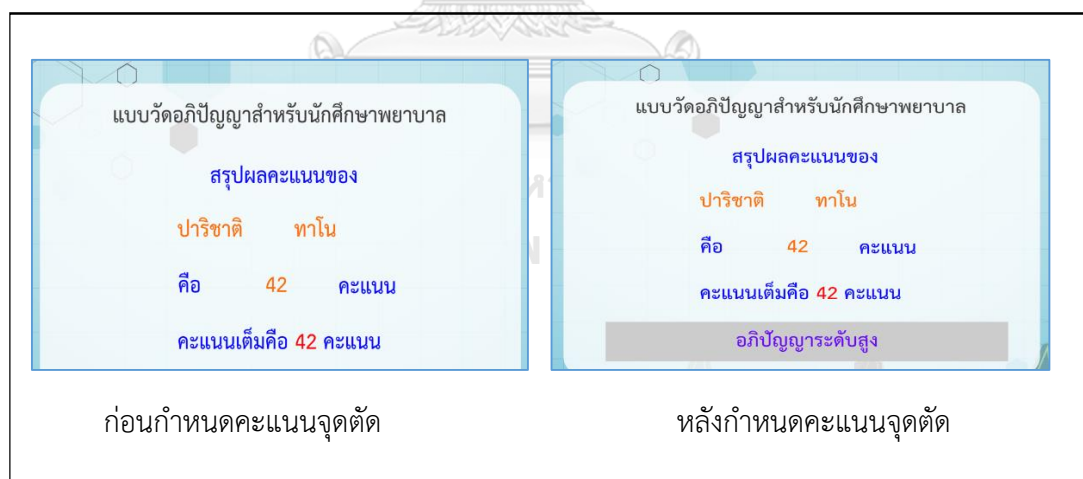 แบบวัดอภิปัญญาสำหรับนักศึกษาพยาบาล
สรุปผลคะแนนของ
ปาริชาติ ทาโน
คือ 42 คะแนน
คะแนนเต็มคือ 42 คะแนน
ก่อนกำหนดคะแนนจุดตัด
แบบวัดอภิปัญญาสำหรับนักศึกษาพยาบาล
สรุปผลคะแนนของ
ปาริชาติ ทาโน
คือ 42 คะแนน
คะแนนเต็มคือ 42 คะแนน
อภิปัญญาระดับสูง
หลังกำหนดคะแนนจุดตัด